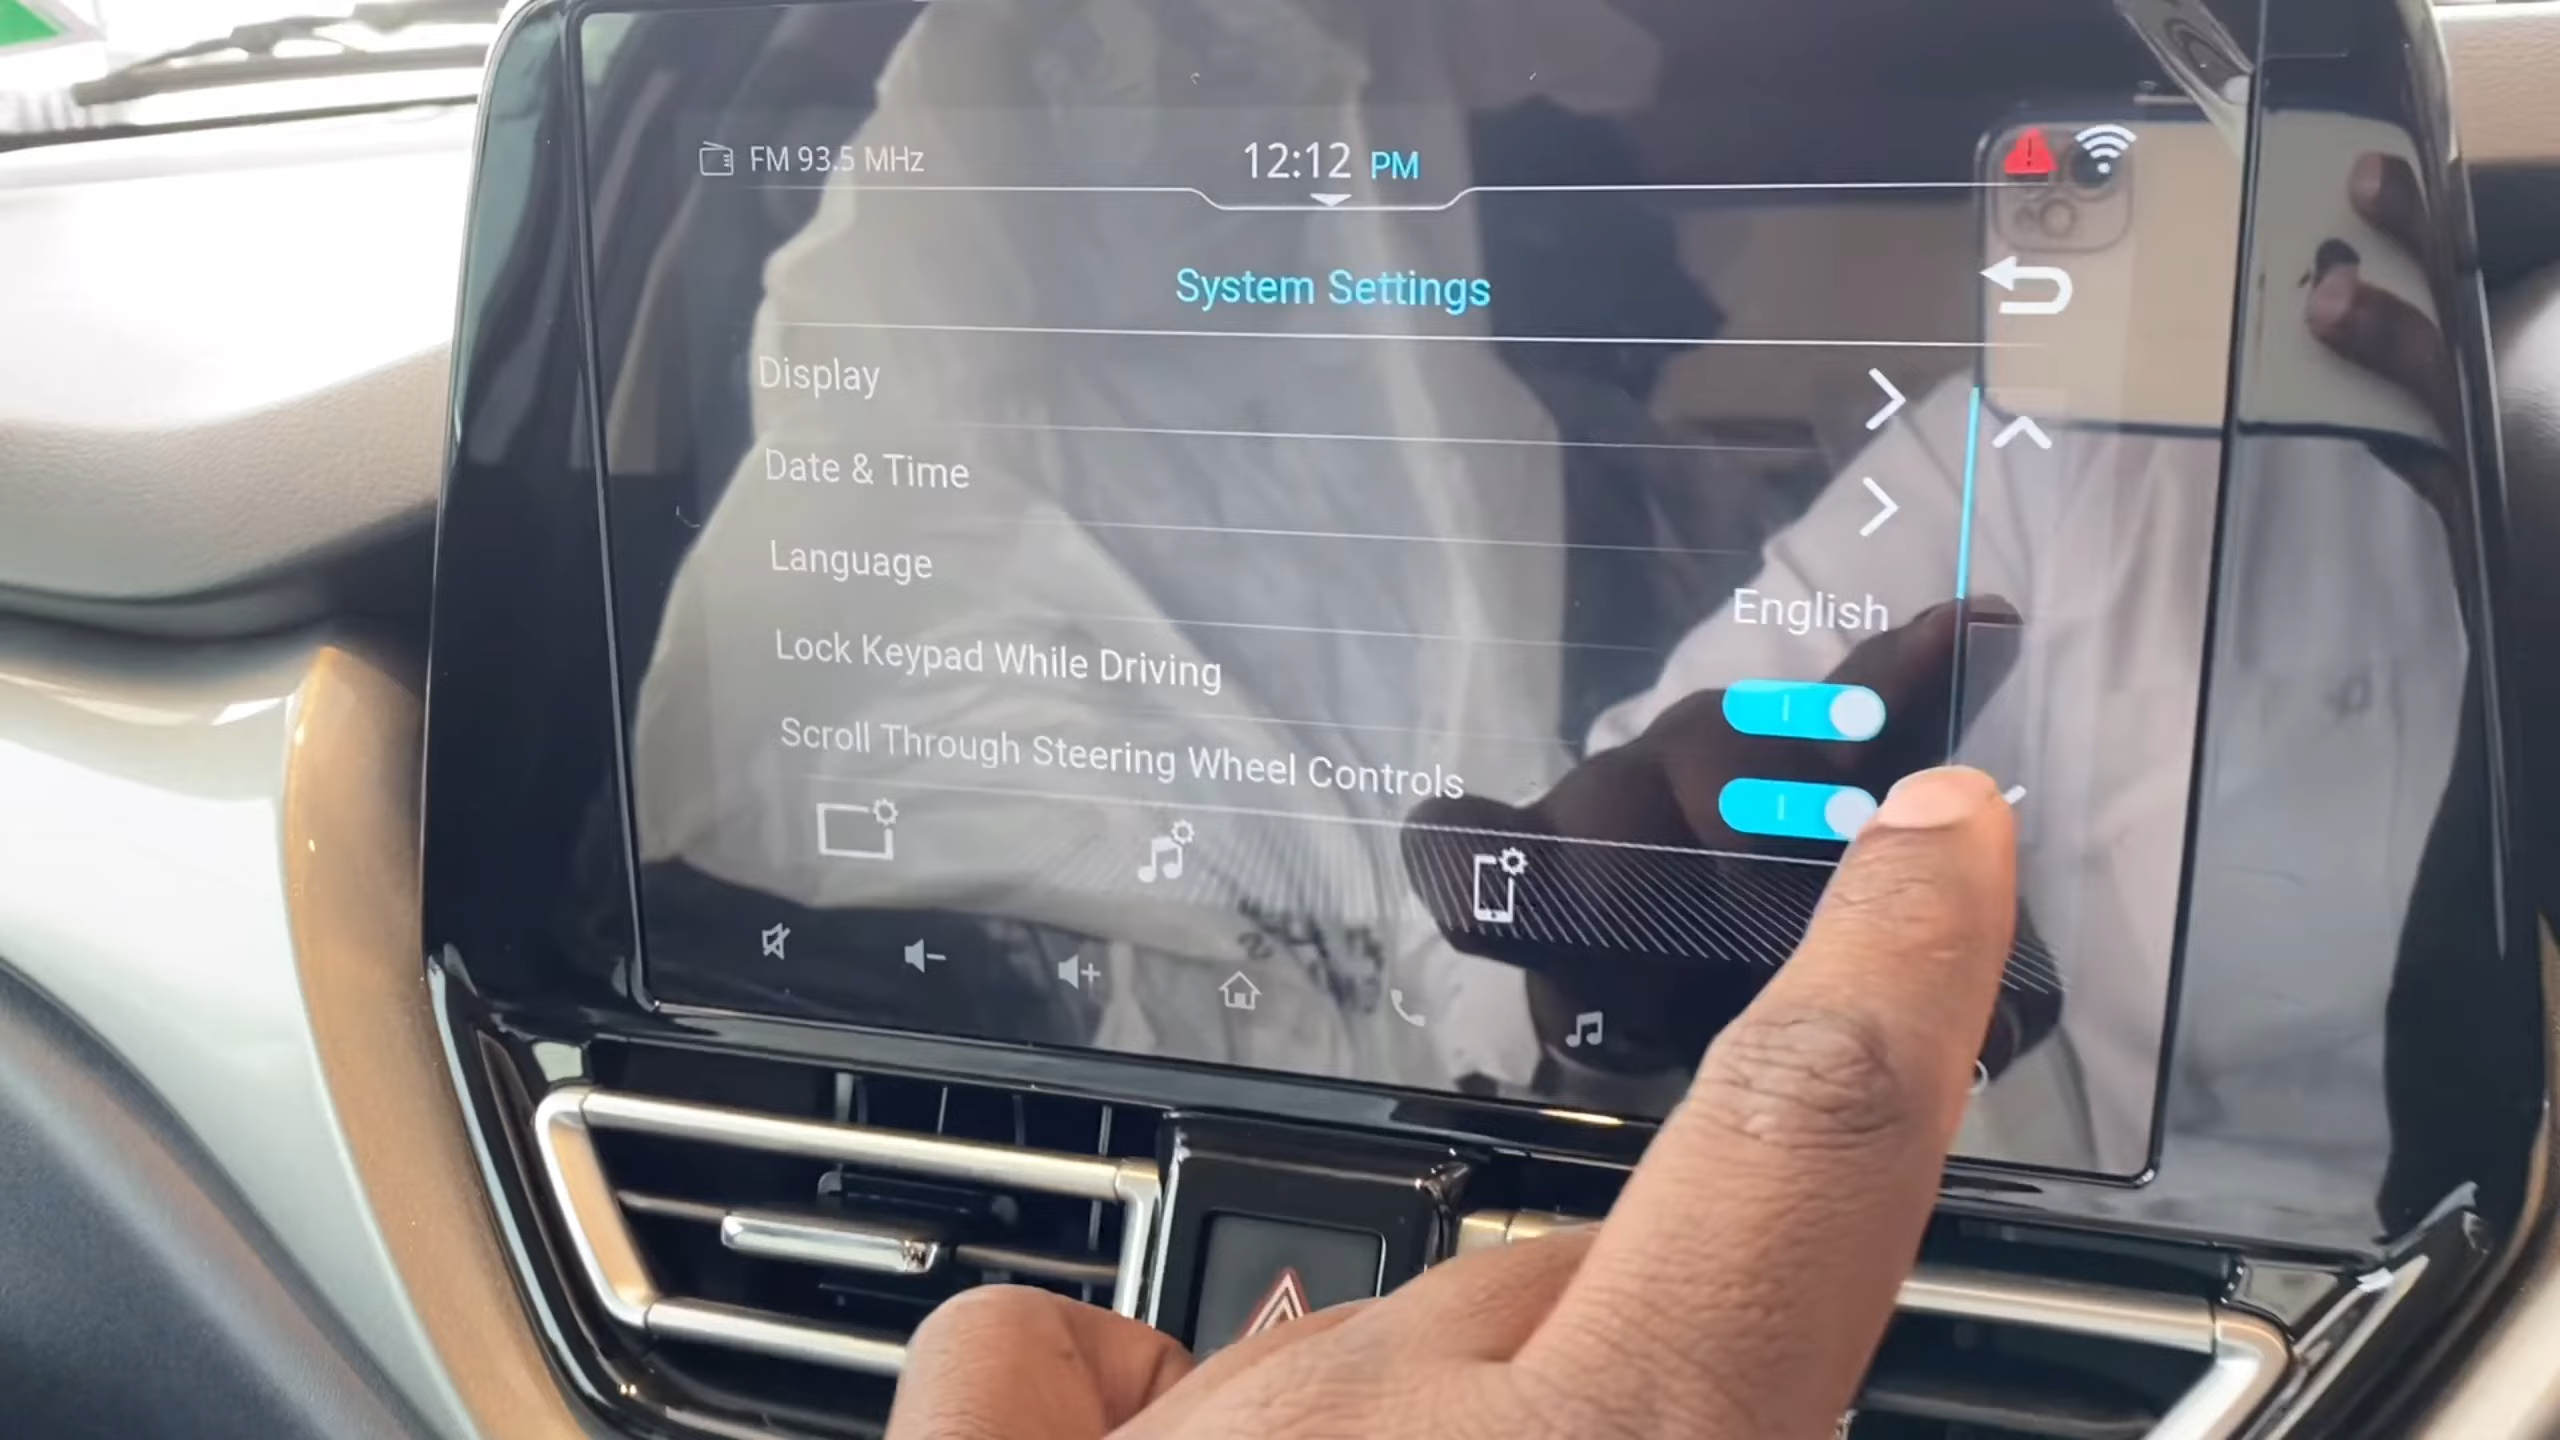 FM 93.5 MHz
12:12 PM
System Settings
Display
Date & Time
Language
English
Lock Keypad While Driving
Scroll Through Steering Wheel Controls